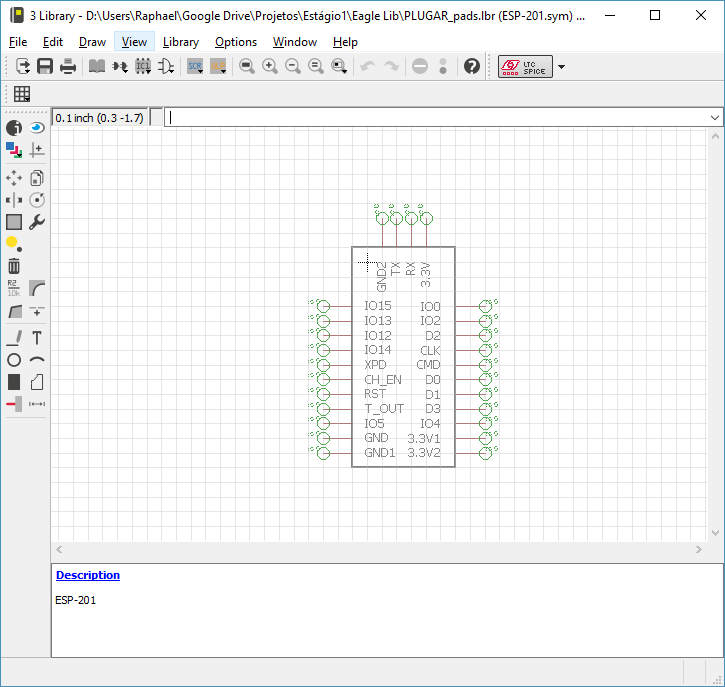 3 Library - D:\Users\Raphael\Google Drive\Projetos\Estágio1\Eagle Lib\PLUGAR_pads.lbr (ESP-201.sym) ...
File Edit Draw View Library Options Window Help
SCR
LTC
SPICE
0.1 inch (0.3 -1.7)
R2
10k
GND2 TX RX 3.3V
IO15 IO0
IO13 IO2
IO12 D2
IO14 CLK
XPD CMD
CH_EN D0
RST D1
T_OUT D3
IO5 IO4
GND 3.3V1
GND1 3.3V2
Description
ESP-201